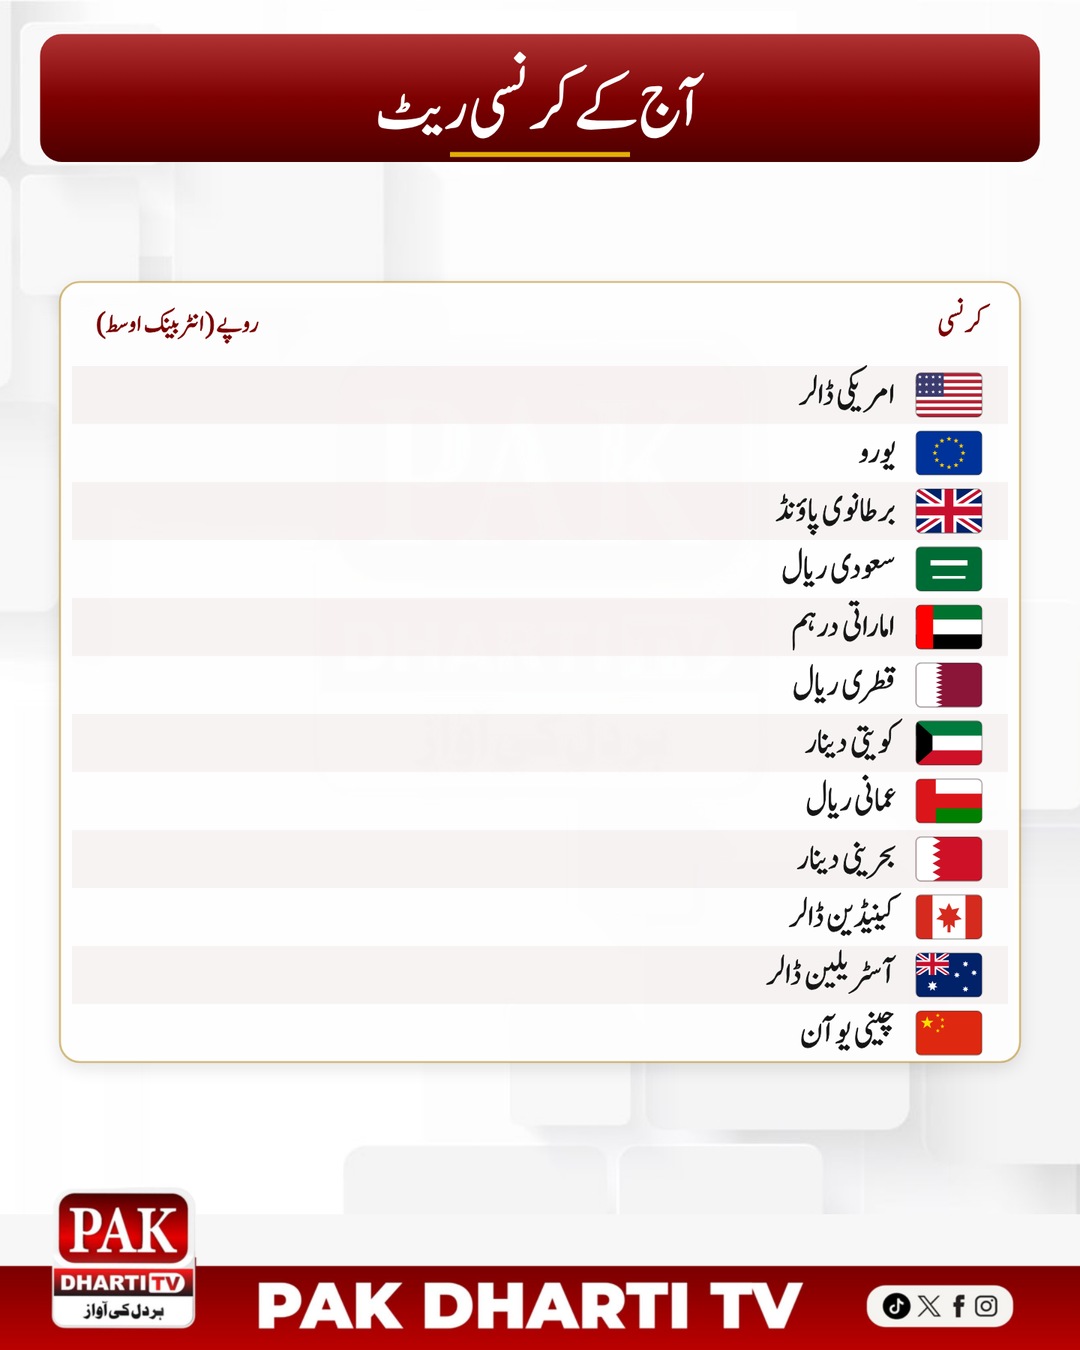 آج کے کرنسی ریٹ
کرنسی
روپے (انٹربینک اوسط)
امریکی ڈالر
یورو
برطانوی پاؤنڈ
سعودی ریال
اماراتی درہم
قطری ریال
کویتی دینار
عمانی ریال
بحرینی دینار
کینیڈین ڈالر
آسٹریلین ڈالر
چینی یوآن
PAK
DHARTI TV
ہر دل کی آواز
PAK DHARTI TV